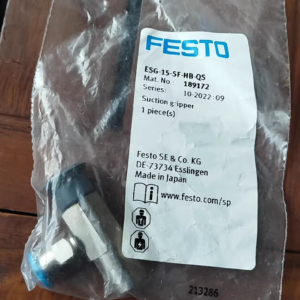 FESTO
ESG-15-SF-HB-QS
Mat. No. 189172
Series: 10-2022 09
Suction gripper
1 piece(s)
Festo SE & Co. KG
DE-73734 Esslingen
Made in Japan
www.festo.com/sp
213286